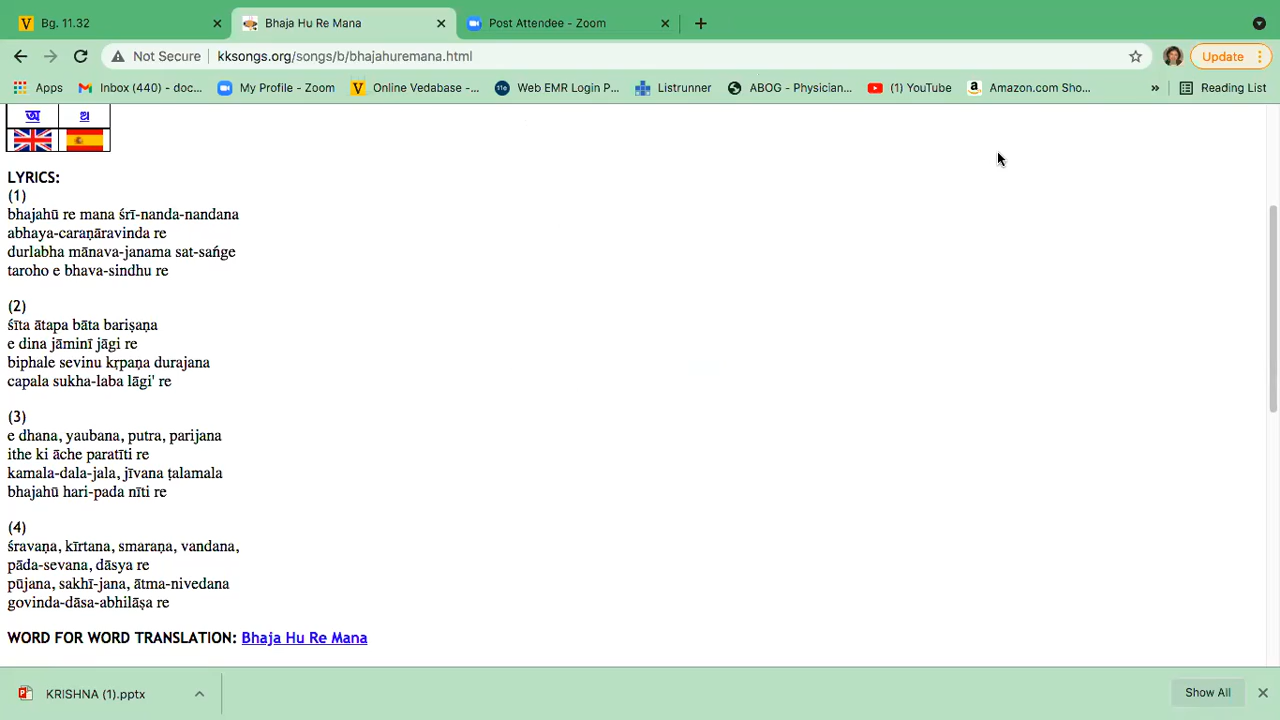 Bg. 11.32
Bhaja Hu Re Mana
Post Attendee - Zoom
Not Secure
kksongs.org/songs/b/bhajahuremana.html
Update
Apps
Inbox (440) - doc...
My Profile - Zoom
Online Vedabase -...
Web EMR Login P...
Listrunner
ABOG - Physician...
(1) YouTube
Amazon.com Sho...
»
Reading List
অ
ଅ
LYRICS:
(1)
bhajahū re mana śrī-nanda-nandana
abhaya-caraṇāravinda re
durlabha mānava-janama sat-sańge
taroho e bhava-sindhu re
(2)
śīta ātapa bāta bariṣaṇa
e dina jāminī jāgi re
biphale sevinu kṛpaṇa durajana
capala sukha-laba lāgi' re
(3)
e dhana, yaubana, putra, parijana
ithe ki āche paratīti re
kamala-dala-jala, jīvana ṭalamala
bhajahū hari-pada nīti re
(4)
śravaṇa, kīrtana, smaraṇa, vandana,
pāda-sevana, dāsya re
pūjana, sakhī-jana, ātma-nivedana
govinda-dāsa-abhilāṣa re
WORD FOR WORD TRANSLATION: Bhaja Hu Re Mana
KRISHNA (1).pptx
Show All